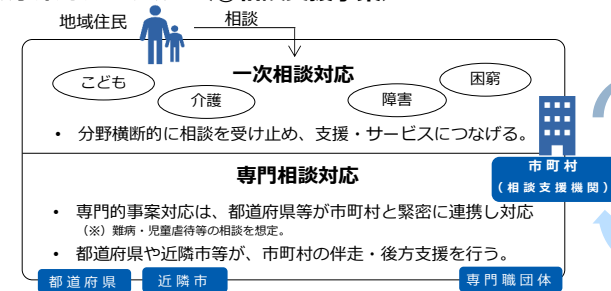 地域住民
相談
一次相談対応
こども
介護
障害
困窮
• 分野横断的に相談を受け止め、支援・サービスにつなげる。
市町村
(相談支援機関)
専門相談対応
• 専門的事案対応は、都道府県等が市町村と緊密に連携し対応
(※)難病・児童虐待等の相談を想定。
• 都道府県や近隣市等が、市町村の伴走・後方支援を行う。
都道府県
近隣市
専門職団体